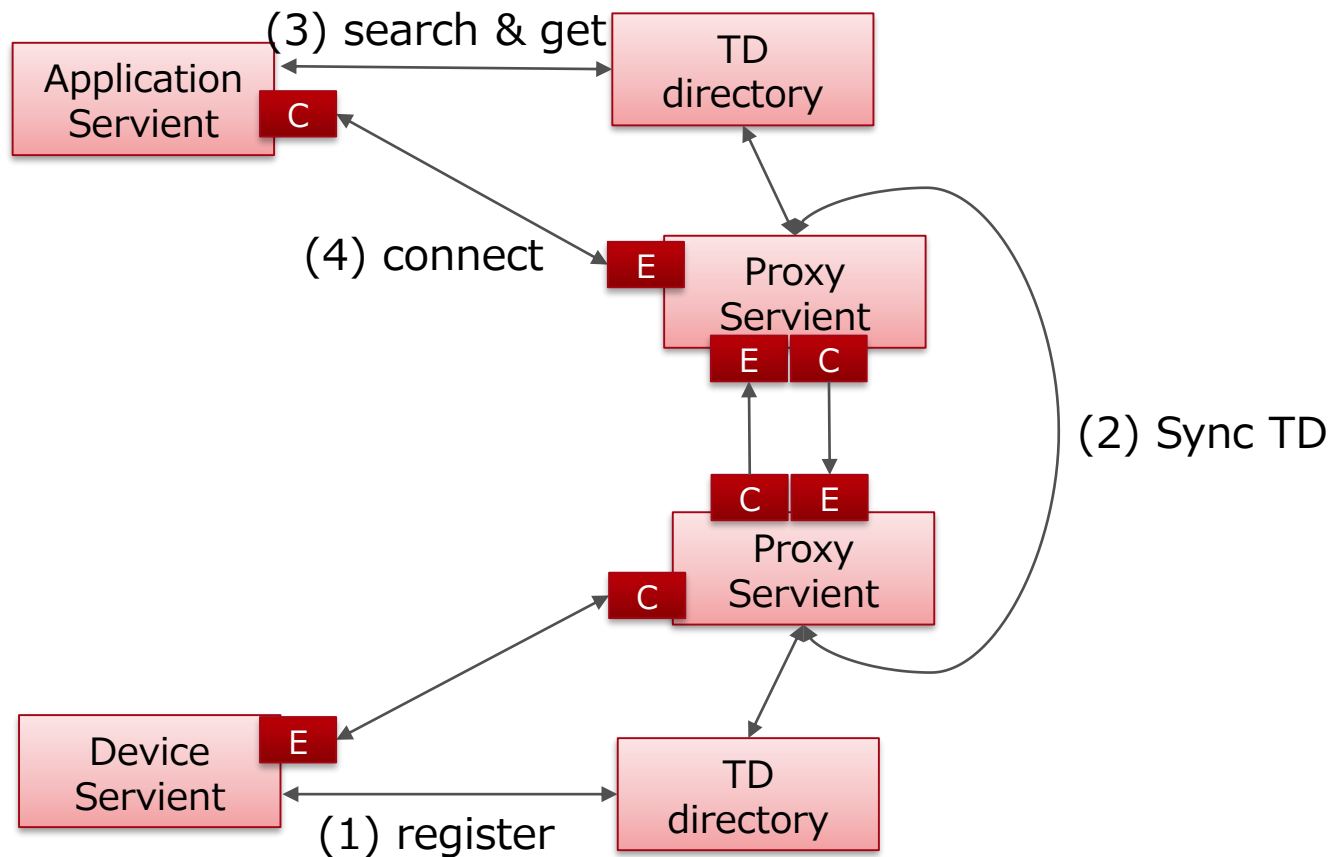 (3) search & get
TD
directory
Application
Servient
C
(4) connect
E
Proxy
Servient
E
C
(2) Sync TD
C
E
Proxy
Servient
C
E
Device
Servient
TD
directory
(1) register